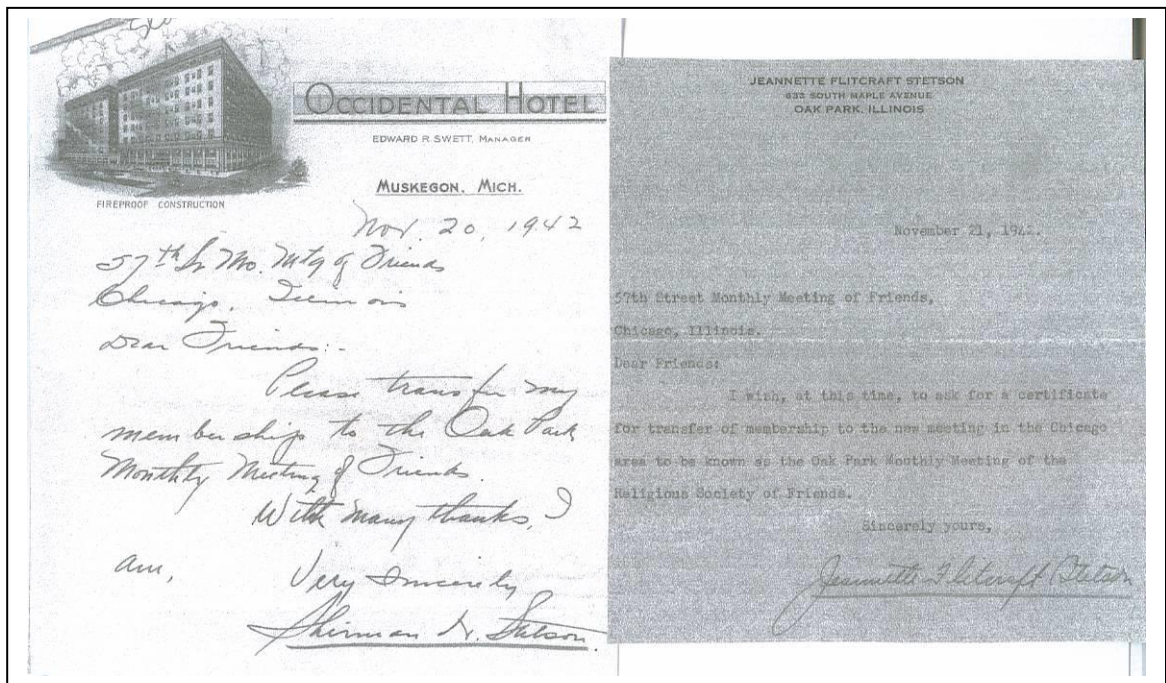 OCCIDENTAL HOTEL
EDWARD R. SWETT, MANAGER
MUSKEGON, MICH.
FIREPROOF CONSTRUCTION
Nov. 20, 1942
57th St Mo. Mtg of Friends
Chicago, Illinois
Dear Friends:-
Please transfer my
membership to the Oak Park
Monthly Meeting of Friends.
With many thanks, I
am,
Very Sincerely
Sherman W. Stetson.
JEANNETTE FLITCRAFT STETSON
633 SOUTH MAPLE AVENUE
OAK PARK, ILLINOIS
November 21, 1942.
57th Street Monthly Meeting of Friends,
Chicago, Illinois.
Dear Friends:
I wish, at this time, to ask for a certificate
for transfer of membership to the new meeting in the Chicago
area to be known as the Oak Park Monthly Meeting of the
Religious Society of Friends.
Sincerely yours,
Jeannette Flitcraft Stetson